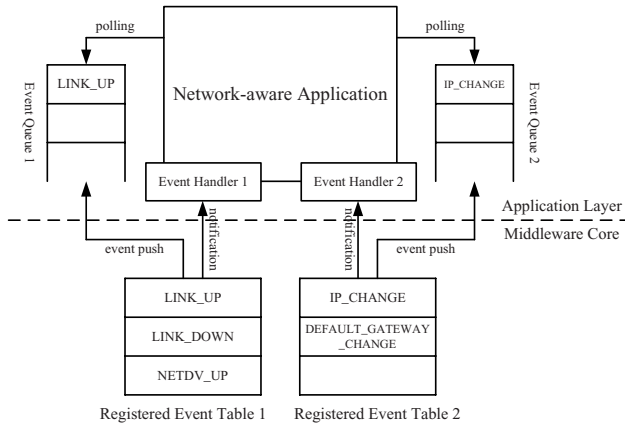 polling
polling
LINK_UP
Event Queue 1
Network-aware Application
IP_CHANGE
Event Queue 2
Event Handler 1
Event Handler 2
Application Layer
Middleware Core
event push
notification
notification
event push
LINK_UP
LINK_DOWN
NETDV_UP
IP_CHANGE
DEFAULT_GATEWAY
_CHANGE
Registered Event Table 1
Registered Event Table 2